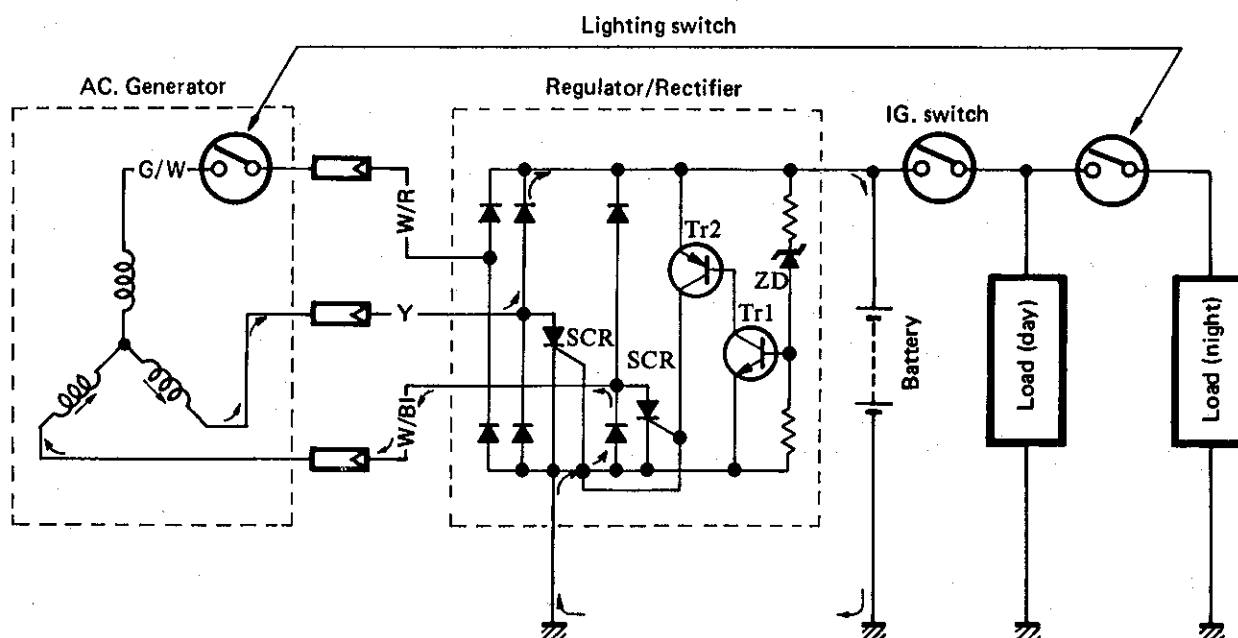 Lighting switch
AC. Generator
Regulator/Rectifier
IG. switch
G/W
W/R
Tr2
ZD
Y
SCR
Tr1
SCR
Battery
Load (day)
Load (night)
W/Bl